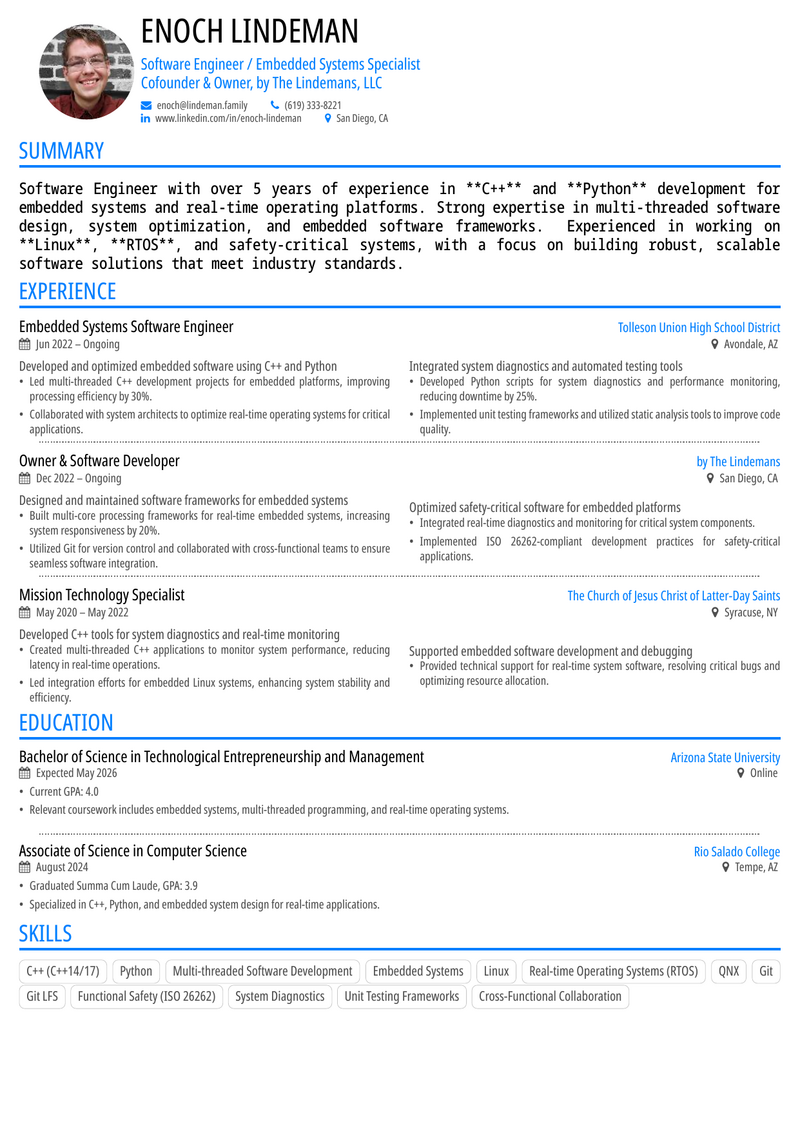 ENOCH LINDEMAN
Software Engineer / Embedded Systems Specialist
Cofounder & Owner, by The Lindemans, LLC
enoch@lindeman.family (619) 333-8221
www.linkedin.com/in/enoch-lindeman San Diego, CA
SUMMARY
Software Engineer with over 5 years of experience in **C++** and **Python** development for
embedded systems and real-time operating platforms. Strong expertise in multi-threaded software
design, system optimization, and embedded software frameworks. Experienced in working on
**Linux**, **RTOS**, and safety-critical systems, with a focus on building robust, scalable
software solutions that meet industry standards.
EXPERIENCE
Embedded Systems Software Engineer
Tolleson Union High School District
Jun 2022 – Ongoing
Avondale, AZ
Developed and optimized embedded software using C++ and Python
• Led multi-threaded C++ development projects for embedded platforms, improving
processing efficiency by 30%.
• Collaborated with system architects to optimize real-time operating systems for critical
applications.
Integrated system diagnostics and automated testing tools
• Developed Python scripts for system diagnostics and performance monitoring,
reducing downtime by 25%.
• Implemented unit testing frameworks and utilized static analysis tools to improve code
quality.
Owner & Software Developer
by The Lindemans
Dec 2022 – Ongoing
San Diego, CA
Designed and maintained software frameworks for embedded systems
• Built multi-core processing frameworks for real-time embedded systems, increasing
system responsiveness by 20%.
• Utilized Git for version control and collaborated with cross-functional teams to ensure
seamless software integration.
Optimized safety-critical software for embedded platforms
• Integrated real-time diagnostics and monitoring for critical system components.
• Implemented ISO 26262-compliant development practices for safety-critical
applications.
Mission Technology Specialist
The Church of Jesus Christ of Latter-Day Saints
May 2020 – May 2022
Syracuse, NY
Developed C++ tools for system diagnostics and real-time monitoring
• Created multi-threaded C++ applications to monitor system performance, reducing
latency in real-time operations.
• Led integration efforts for embedded Linux systems, enhancing system stability and
efficiency.
Supported embedded software development and debugging
• Provided technical support for real-time system software, resolving critical bugs and
optimizing resource allocation.
EDUCATION
Bachelor of Science in Technological Entrepreneurship and Management
Arizona State University
Expected May 2026
Online
• Current GPA: 4.0
• Relevant coursework includes embedded systems, multi-threaded programming, and real-time operating systems.
Associate of Science in Computer Science
Rio Salado College
August 2024
Tempe, AZ
• Graduated Summa Cum Laude, GPA: 3.9
• Specialized in C++, Python, and embedded system design for real-time applications.
SKILLS
C++ (C++14/17) Python Multi-threaded Software Development Embedded Systems Linux Real-time Operating Systems (RTOS) QNX Git
Git LFS Functional Safety (ISO 26262) System Diagnostics Unit Testing Frameworks Cross-Functional Collaboration